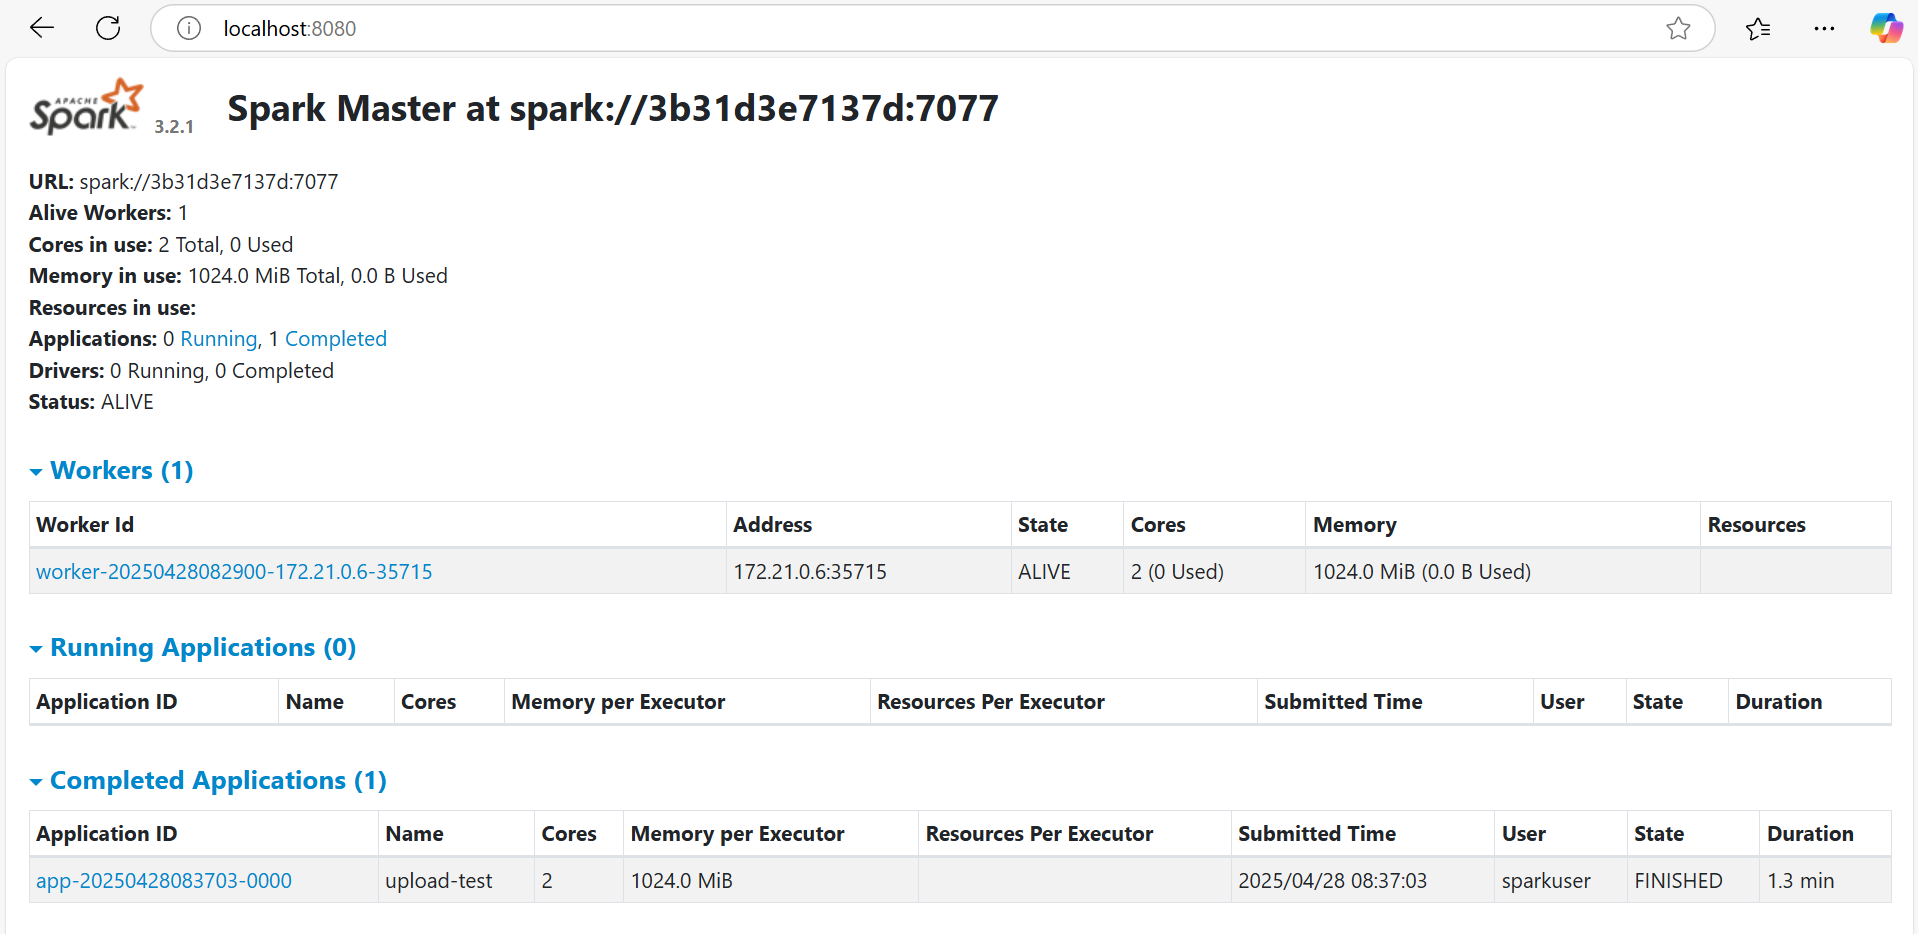 localhost:8080
APACHE Spark 3.2.1 Spark Master at spark://3b31d3e7137d:7077
URL: spark://3b31d3e7137d:7077
Alive Workers: 1
Cores in use: 2 Total, 0 Used
Memory in use: 1024.0 MiB Total, 0.0 B Used
Resources in use:
Applications: 0 Running, 1 Completed
Drivers: 0 Running, 0 Completed
Status: ALIVE
Workers (1)
Worker Id Address State Cores Memory Resources
worker-20250428082900-172.21.0.6-35715 172.21.0.6:35715 ALIVE 2 (0 Used) 1024.0 MiB (0.0 B Used)
Running Applications (0)
Application ID Name Cores Memory per Executor Resources Per Executor Submitted Time User State Duration
Completed Applications (1)
Application ID Name Cores Memory per Executor Resources Per Executor Submitted Time User State Duration
app-20250428083703-0000 upload-test 2 1024.0 MiB 2025/04/28 08:37:03 sparkuser FINISHED 1.3 min